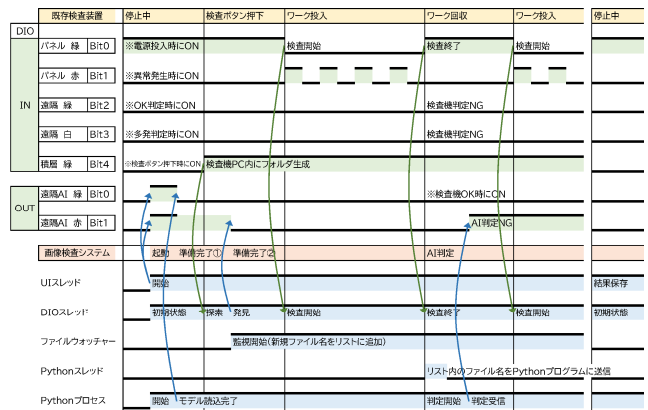 既存検査装置 停止中 検査ボタン押下 ワーク投入 ワーク回収 ワーク投入 停止中
DIO
パネル 緑 Bit0 ※電源投入時にON 検査開始 検査終了 検査開始
パネル 赤 Bit1 ※異常発生時にON
IN 遠隔 緑 Bit2 ※OK判定時にON 検査機判定NG
遠隔 白 Bit3 ※多発判定時にON 検査機判定NG
積層 緑 Bit4 ※検査ボタン押下時にON 検査機PC内にフォルダ生成
遠隔AI 緑 Bit0 ※検査機OK時にON
OUT
遠隔AI 赤 Bit1 AI判定NG
画像検査システム 起動 準備完了① 準備完了② AI判定
UIスレッド 開始 結果保存
DIOスレッド 初期状態 探索 発見 検査開始 検査終了 検査開始 初期状態
ファイルウォッチャー 監視開始(新規ファイル名をリストに追加)
Pythonスレッド リスト内のファイル名をPythonプログラムに送信
Pythonプロセス 開始 モデル読込完了 判定開始 判定受信